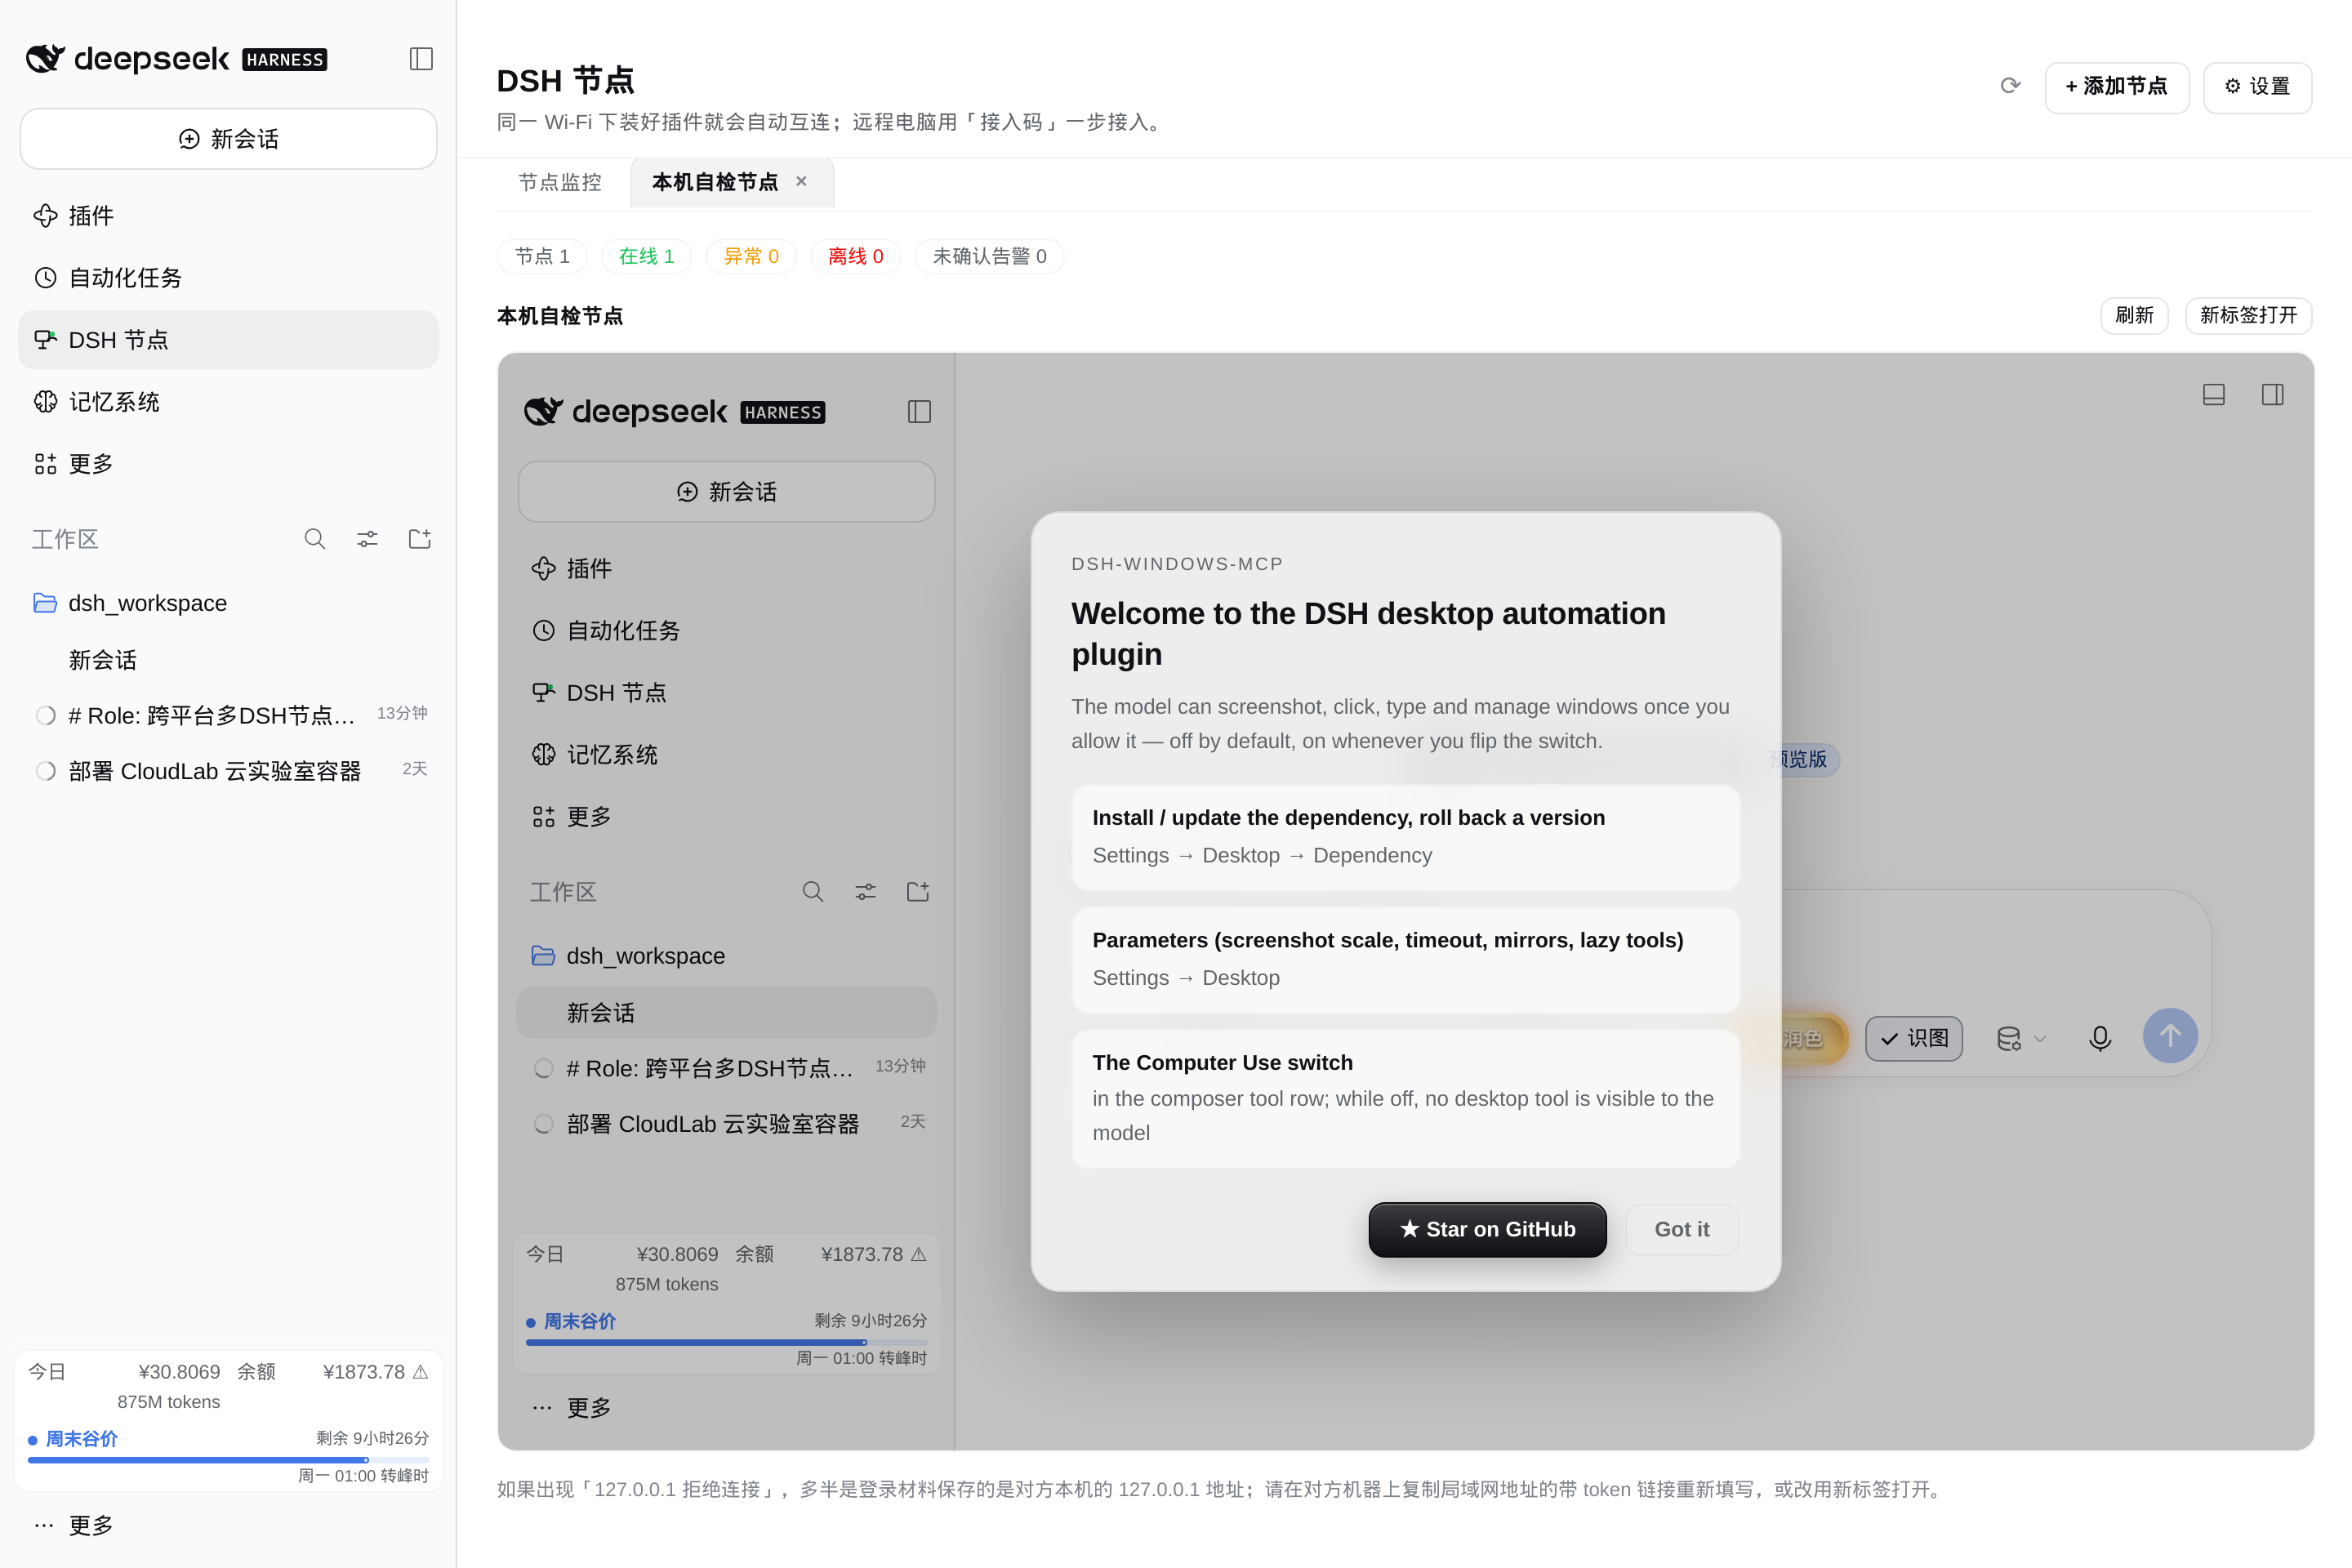 deepseek HARNESS
新会话
插件
自动化任务
DSH 节点
记忆系统
更多
工作区
dsh_workspace
新会话
# Role: 跨平台多DSH节点… 13分钟
部署 CloudLab 云实验室容器 2天
今日 ¥30.8069 余额 ¥1873.78 ⚠
875M tokens
周末谷价 剩余 9小时26分
周一 01:00 转峰时
… 更多
DSH 节点
同一 Wi-Fi 下装好插件就会自动互连；远程电脑用「接入码」一步接入。
⟳ + 添加节点 ⚙ 设置
节点监控 本机自检节点 ×
节点 1 在线 1 异常 0 离线 0 未确认告警 0
本机自检节点 刷新 新标签打开
deepseek HARNESS
新会话
插件
自动化任务
DSH 节点
记忆系统
更多
工作区
dsh_workspace
新会话
# Role: 跨平台多DSH节点… 13分钟
部署 CloudLab 云实验室容器 2天
今日 ¥30.8069 余额 ¥1873.78 ⚠
875M tokens
周末谷价 剩余 9小时26分
周一 01:00 转峰时
… 更多
DSH-WINDOWS-MCP
Welcome to the DSH desktop automation
plugin
The model can screenshot, click, type and manage windows once you
allow it — off by default, on whenever you flip the switch.
Install / update the dependency, roll back a version
Settings → Desktop → Dependency
Parameters (screenshot scale, timeout, mirrors, lazy tools)
Settings → Desktop
The Computer Use switch
in the composer tool row; while off, no desktop tool is visible to the
model
★ Star on GitHub Got it
预览版
润色 ✓ 识图
如果出现「127.0.0.1 拒绝连接」，多半是登录材料保存的是对方本机的 127.0.0.1 地址；请在对方机器上复制局域网地址的带 token 链接重新填写，或改用新标签打开。